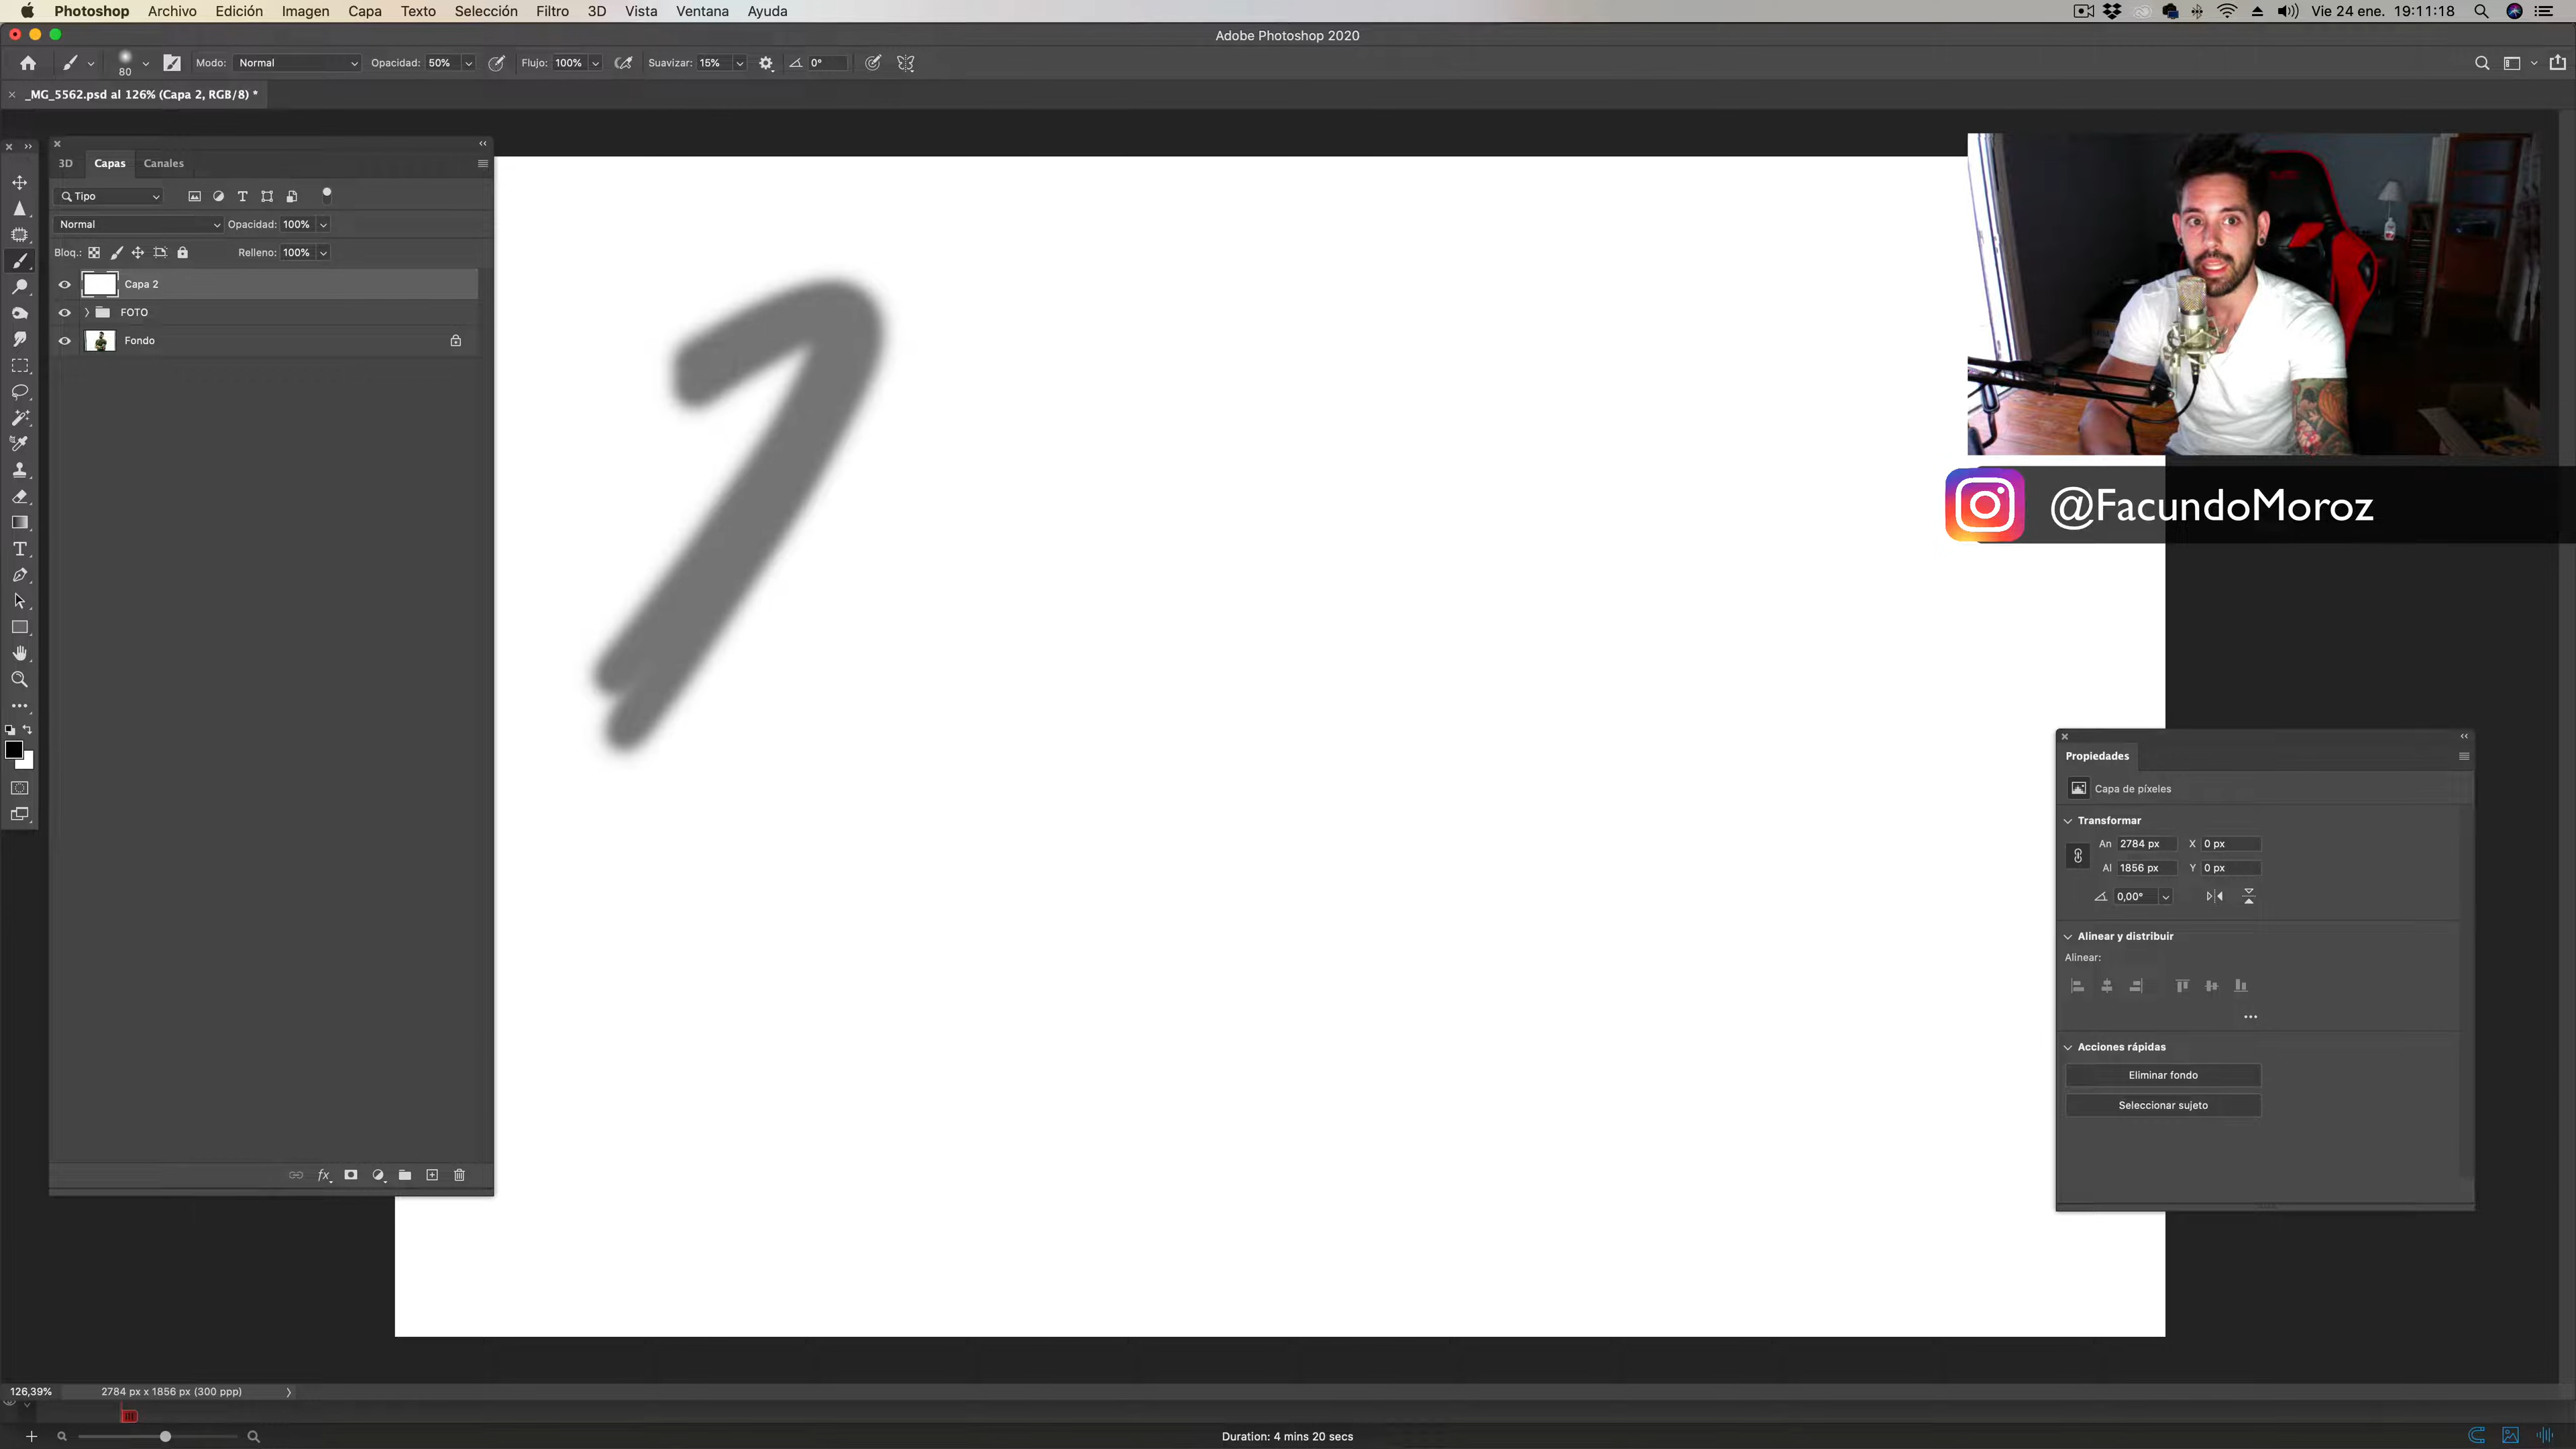 Photoshop Archivo Edición Imagen Capa Texto Selección Filtro 3D Vista Ventana Ayuda Vie 24 ene. 19:11:18
Adobe Photoshop 2020
80 Modo: Normal Opacidad: 50% Flujo: 100% Suavizar: 15% 0°
_MG_5562.psd al 126% (Capa 2, RGB/8) *
3D Capas Canales
Tipo
Normal Opacidad: 100%
Bloq.: Relleno: 100%
Capa 2
FOTO
Fondo
@FacundoMoroz
Propiedades
Capa de píxeles
Transformar
An 2784 px X 0 px
Al 1856 px Y 0 px
0,00°
Alinear y distribuir
Alinear:
Acciones rápidas
Eliminar fondo
Seleccionar sujeto
fx
126,39% 2784 px x 1856 px (300 ppp)
Duration: 4 mins 20 secs